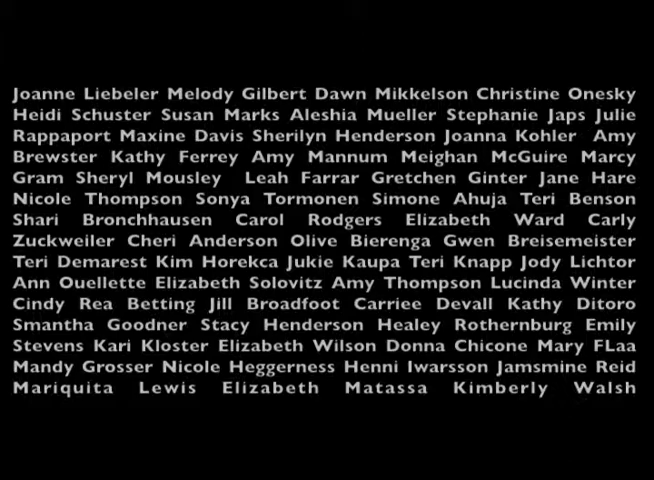 Joanne Liebeler Melody Gilbert Dawn Mikkelson Christine Onesky
Heidi Schuster Susan Marks Aleshia Mueller Stephanie Japs Julie
Rappaport Maxine Davis Sherilyn Henderson Joanna Kohler Amy
Brewster Kathy Ferrey Amy Mannum Meighan McGuire Marcy
Gram Sheryl Mousley Leah Farrar Gretchen Ginter Jane Hare
Nicole Thompson Sonya Tormonen Simone Ahuja Teri Benson
Shari Bronchhausen Carol Rodgers Elizabeth Ward Carly
Zuckweiler Cheri Anderson Olive Bierenga Gwen Breisemeister
Teri Demarest Kim Horekca Jukie Kaupa Teri Knapp Jody Lichtor
Ann Ouellette Elizabeth Solovitz Amy Thompson Lucinda Winter
Cindy Rea Betting Jill Broadfoot Carriee Devall Kathy Ditoro
Smantha Goodner Stacy Henderson Healey Rothernburg Emily
Stevens Kari Kloster Elizabeth Wilson Donna Chicone Mary FLaa
Mandy Grosser Nicole Heggerness Henni Iwarsson Jamsmine Reid
Mariquita Lewis Elizabeth Matassa Kimberly Walsh